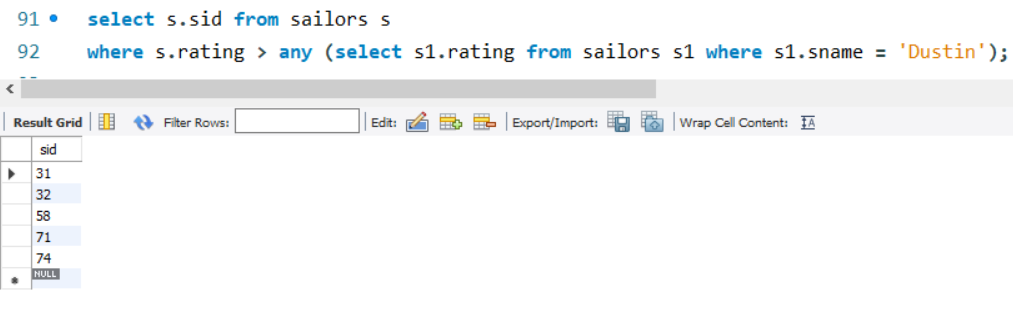 91 select s.sid from sailors s
92 where s.rating > any (select s1.rating from sailors s1 where s1.sname = 'Dustin');
Result Grid Filter Rows: Edit: Export/Import: Wrap Cell Content:
sid
31
32
58
71
74
NULL